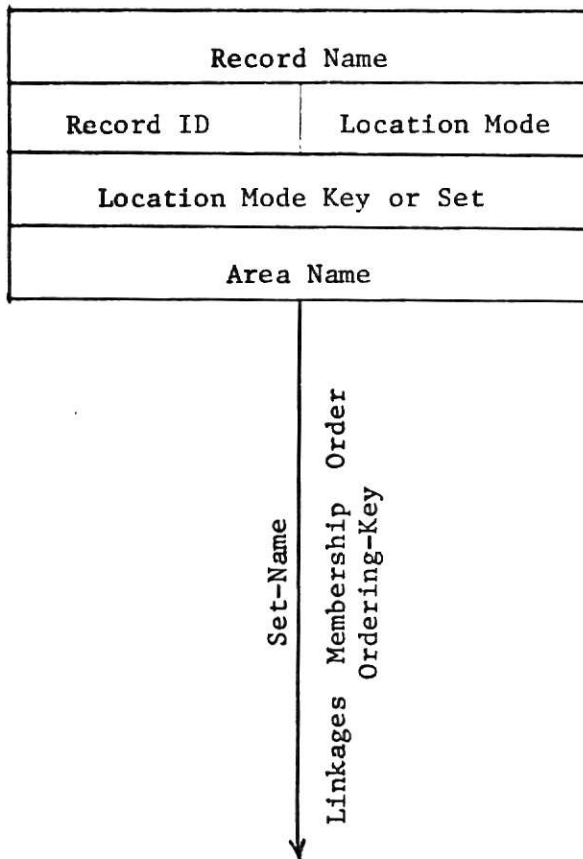 Record Name
Record ID Location Mode
Location Mode Key or Set
Area Name
Set-Name
Linkages Membership Order
Ordering-Key